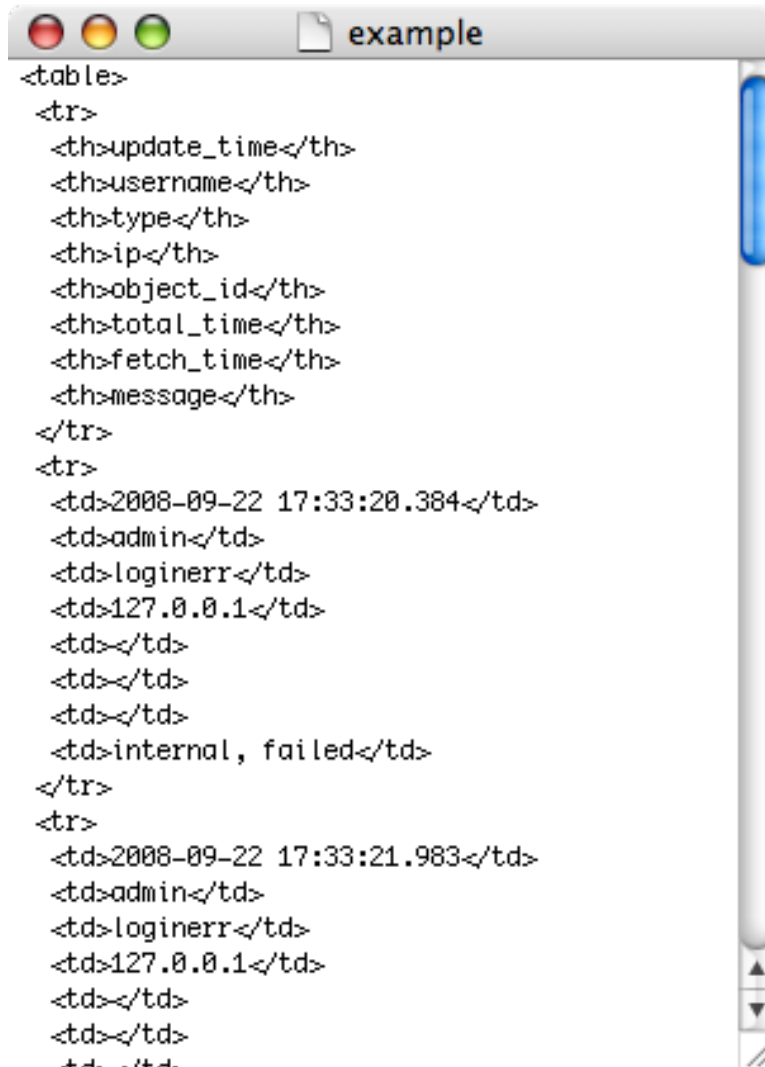 example
<table>
<tr>
<th>update_time</th>
<th>username</th>
<th>type</th>
<th>ip</th>
<th>object_id</th>
<th>total_time</th>
<th>fetch_time</th>
<th>message</th>
</tr>
<tr>
<td>2008-09-22 17:33:20.384</td>
<td>admin</td>
<td>loginerr</td>
<td>127.0.0.1</td>
<td></td>
<td></td>
<td></td>
<td>internal, failed</td>
</tr>
<tr>
<td>2008-09-22 17:33:21.983</td>
<td>admin</td>
<td>loginerr</td>
<td>127.0.0.1</td>
<td></td>
<td></td>